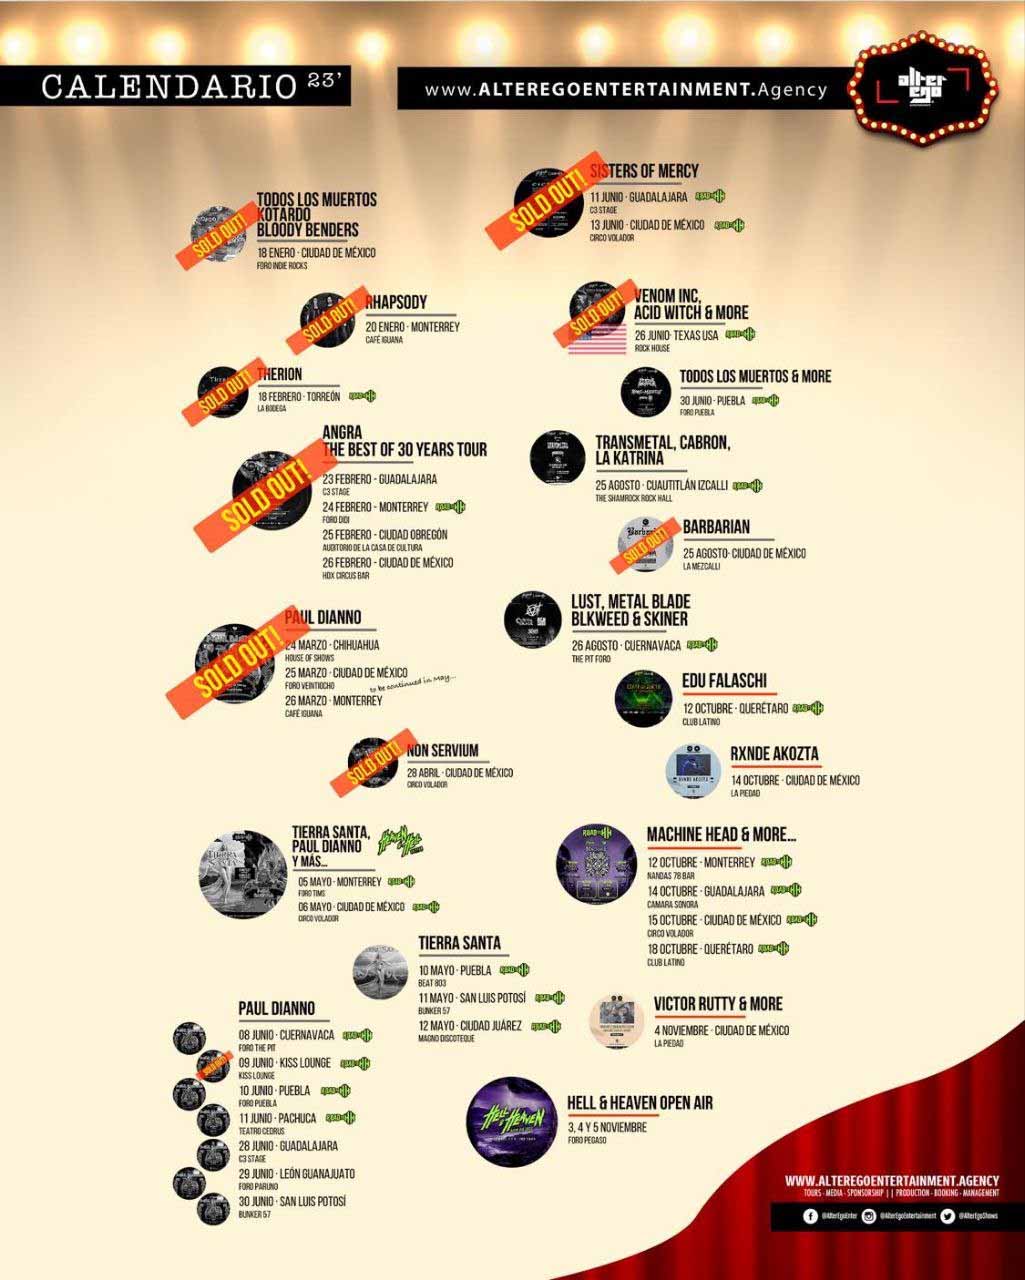 CALENDARIO 23'
www.ALTEREGOENTERTAINMENT.Agency
alter
ego
SOLD OUT!
TODOS LOS MUERTOS
KOTARDO
BLOODY BENDERS
18 ENERO · CIUDAD DE MÉXICO
FORO INDIE ROCKS
SOLD OUT!
RHAPSODY
20 ENERO · MONTERREY
CAFÉ IGUANA
SOLD OUT!
THERION
18 FEBRERO · TORREÓN
LA BODEGA
SOLD OUT!
ANGRA
THE BEST OF 30 YEARS TOUR
23 FEBRERO · GUADALAJARA
C3 STAGE
24 FEBRERO · MONTERREY
FORO DIDI
25 FEBRERO · CIUDAD OBREGÓN
AUDITORIO DE LA CASA DE CULTURA
26 FEBRERO · CIUDAD DE MÉXICO
HDX CIRCUS BAR
SOLD OUT!
PAUL DIANNO
24 MARZO · CHIHUAHUA
HOUSE OF SHOWS
25 MARZO · CIUDAD DE MÉXICO
FORO VEINTIOCHO
to be continued in May...
26 MARZO · MONTERREY
CAFÉ IGUANA
SOLD OUT!
NON SERVIUM
28 ABRIL · CIUDAD DE MÉXICO
CIRCO VOLADOR
TIERRA SANTA,
PAUL DIANNO
Y MÁS...
05 MAYO · MONTERREY
FORO TIMS
06 MAYO · CIUDAD DE MÉXICO
CIRCO VOLADOR
TIERRA SANTA
10 MAYO · PUEBLA
BEAT 803
11 MAYO · SAN LUIS POTOSÍ
BUNKER 57
12 MAYO · CIUDAD JUÁREZ
MAGNO DISCOTEQUE
PAUL DIANNO
08 JUNIO · CUERNAVACA
FORO THE PIT
SOLD OUT!
09 JUNIO · KISS LOUNGE
KISS LOUNGE
10 JUNIO · PUEBLA
FORO PUEBLA
11 JUNIO · PACHUCA
TEATRO CEDRUS
28 JUNIO · GUADALAJARA
C3 STAGE
29 JUNIO · LEÓN GUANAJUATO
FORO PARUNO
30 JUNIO · SAN LUIS POTOSÍ
BUNKER 57
SOLD OUT!
SISTERS OF MERCY
11 JUNIO · GUADALAJARA
C3 STAGE
13 JUNIO · CIUDAD DE MÉXICO
CIRCO VOLADOR
SOLD OUT!
VENOM INC,
ACID WITCH & MORE
26 JUNIO · TEXAS USA
ROCK HOUSE
TODOS LOS MUERTOS & MORE
30 JUNIO · PUEBLA
FORO PUEBLA
TRANSMETAL, CABRON,
LA KATRINA
25 AGOSTO · CUAUTITLÁN IZCALLI
THE SHAMROCK ROCK HALL
SOLD OUT!
BARBARIAN
25 AGOSTO · CIUDAD DE MÉXICO
LA MEZCALLI
LUST, METAL BLADE
BLKWEED & SKINER
26 AGOSTO · CUERNAVACA
THE PIT FORO
EDU FALASCHI
12 OCTUBRE · QUERÉTARO
CLUB LATINO
RXNDE AKOZTA
14 OCTUBRE · CIUDAD DE MÉXICO
LA PIEDAD
MACHINE HEAD & MORE...
12 OCTUBRE · MONTERREY
NANDAS 78 BAR
14 OCTUBRE · GUADALAJARA
CAMARA SONORA
15 OCTUBRE · CIUDAD DE MÉXICO
CIRCO VOLADOR
18 OCTUBRE · QUERÉTARO
CLUB LATINO
VICTOR RUTTY & MORE
4 NOVIEMBRE · CIUDAD DE MÉXICO
LA PIEDAD
HELL & HEAVEN
HELL & HEAVEN OPEN AIR
3, 4 Y 5 NOVIEMBRE
FORO PEGASO
WWW.ALTEREGOENTERTAINMENT.AGENCY
TOURS · MEDIA · SPONSORSHIP || PRODUCTION · BOOKING · MANAGEMENT
@AlterEgoEnter
@AlterEgoEntertainment
@AlterEgoShows